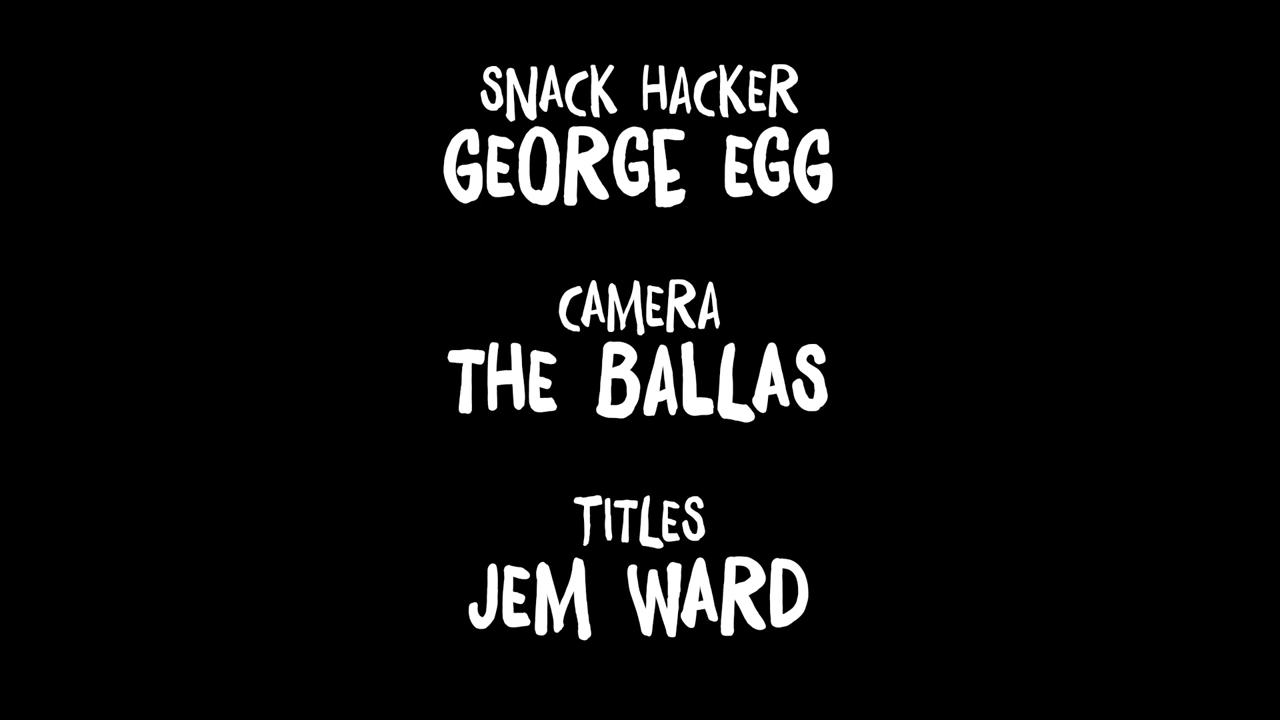 SNACK HACKER
GEORGE EGG
CAMERA
THE BALLAS
TITLES
JEM WARD